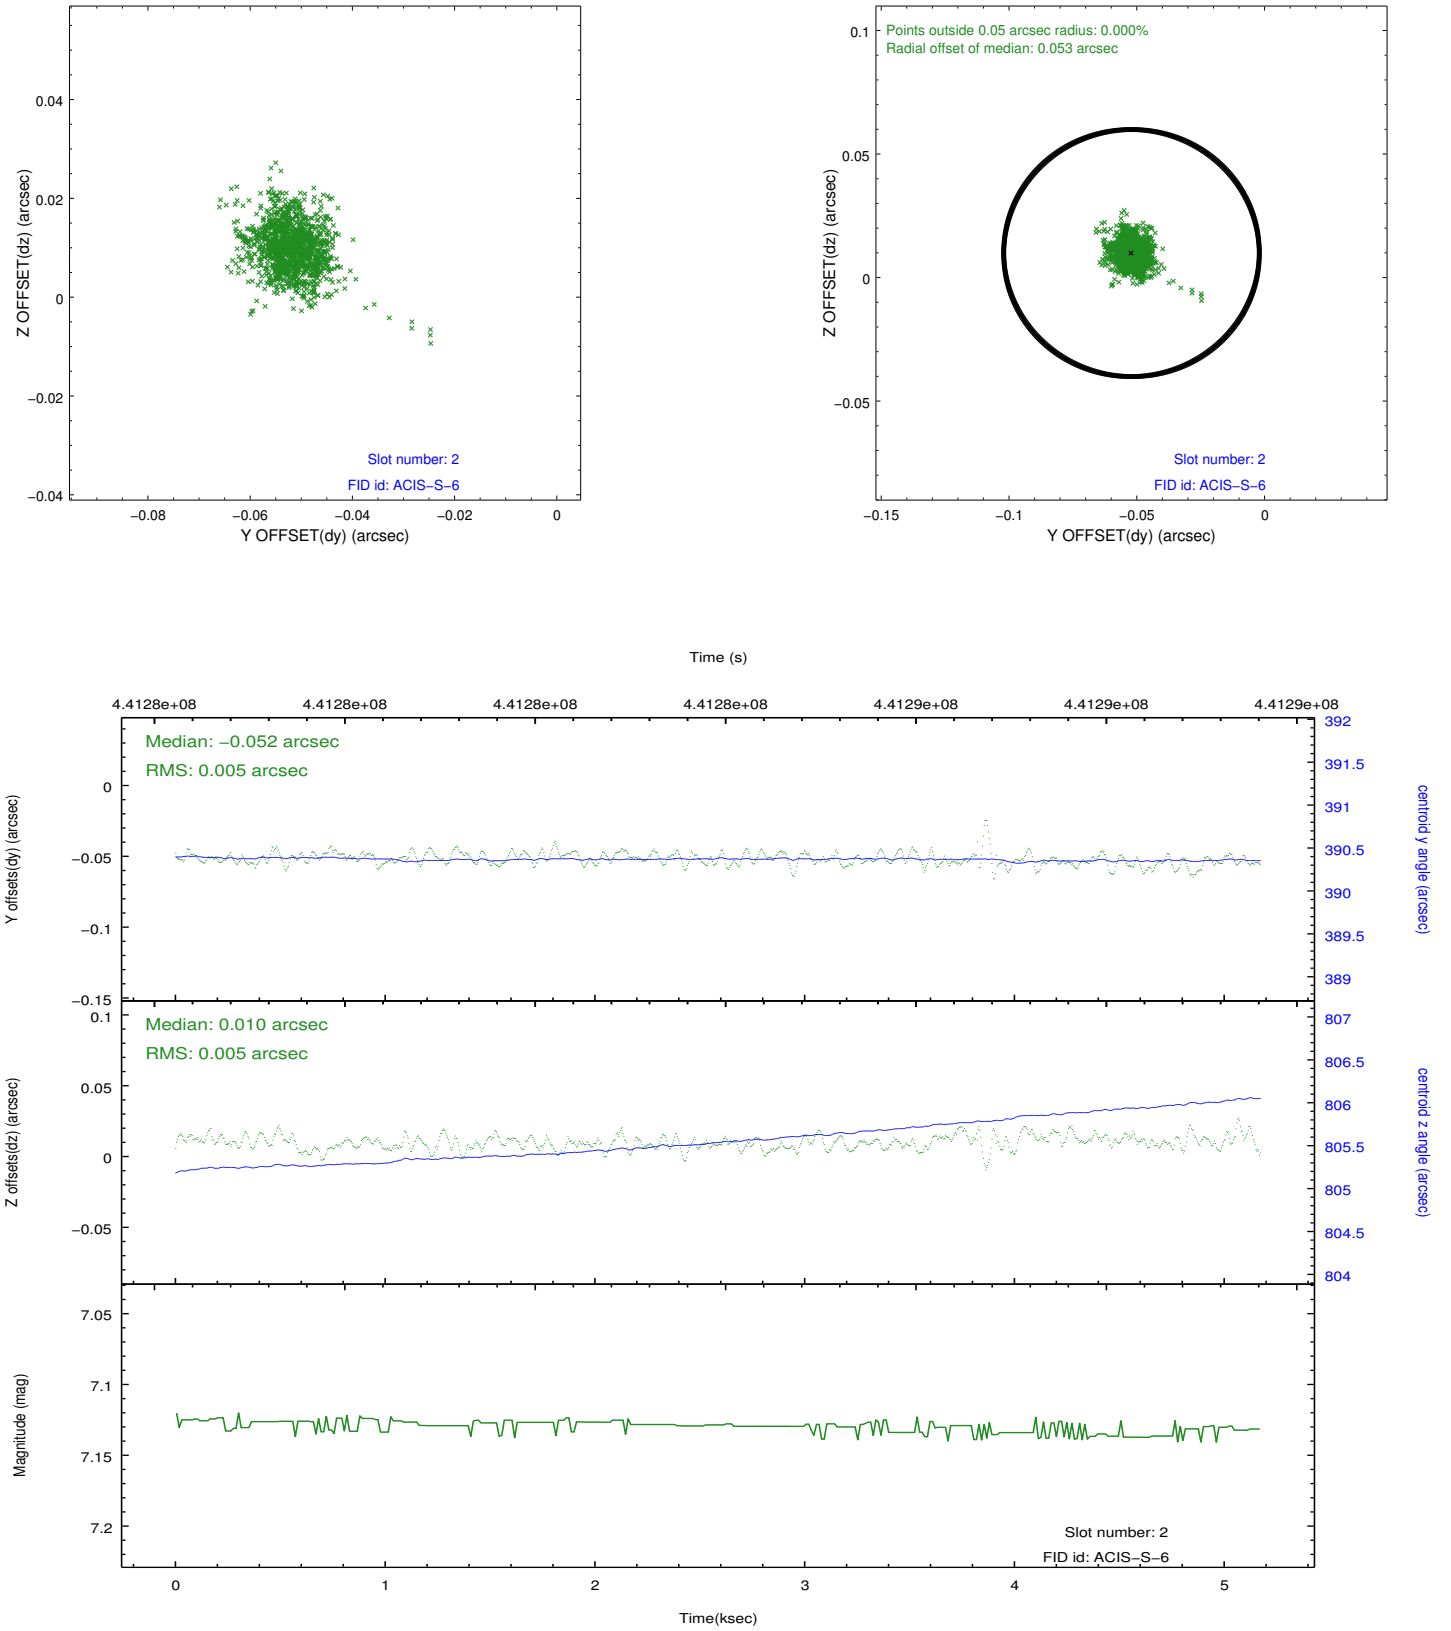 0.04
0.02
0
−0.02
−0.04
Z OFFSET(dz) (arcsec)
Slot number: 2
FID id: ACIS−S−6
−0.08 −0.06 −0.04 −0.02 0
Y OFFSET(dy) (arcsec)
Points outside 0.05 arcsec radius: 0.000%
Radial offset of median: 0.053 arcsec
0.1
0.05
0
−0.05
Z OFFSET(dz) (arcsec)
Slot number: 2
FID id: ACIS−S−6
−0.15 −0.1 −0.05 0
Y OFFSET(dy) (arcsec)
Time (s)
4.4128e+08 4.4128e+08 4.4128e+08 4.4128e+08 4.4129e+08 4.4129e+08 4.4129e+08
Median: −0.052 arcsec
RMS: 0.005 arcsec
0
−0.05
−0.1
−0.15
Y offsets(dy) (arcsec)
392
391.5
391
390.5
390
389.5
389
centroid y angle (arcsec)
Median: 0.010 arcsec
RMS: 0.005 arcsec
0.1
0.05
0
−0.05
Z offsets(dz) (arcsec)
807
806.5
806
805.5
805
804.5
804
centroid z angle (arcsec)
7.05
7.1
7.15
7.2
Magnitude (mag)
Slot number: 2
FID id: ACIS−S−6
0 1 2 3 4 5
Time(ksec)